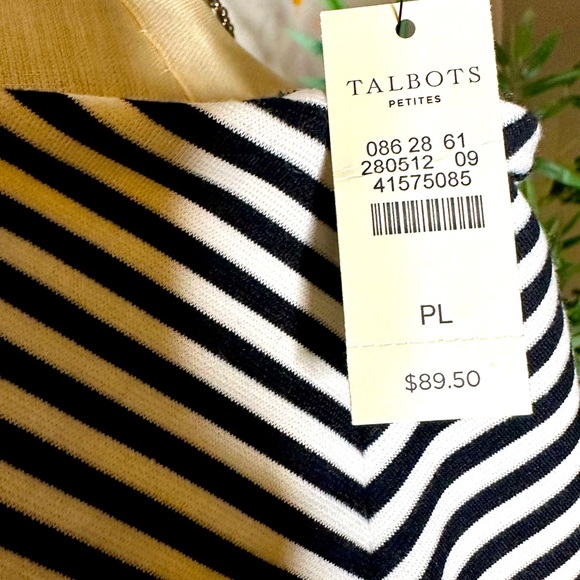 TALBOTS
PETITES
086 28 61
280512 09
41575085
PL
$89.50